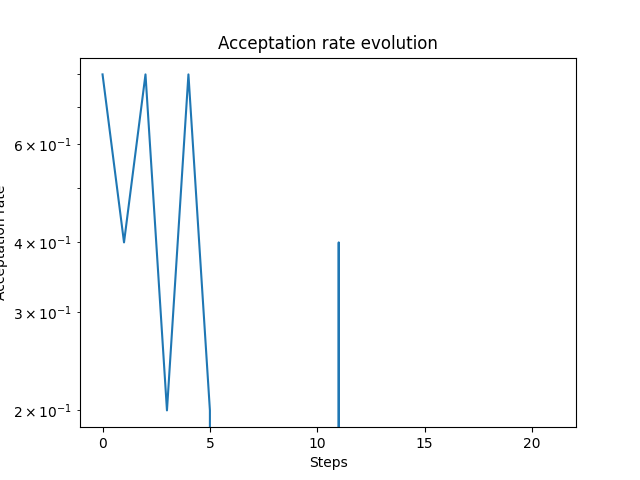 Acceptation rate evolution
Acceptation rate
6 × 10⁻¹
4 × 10⁻¹
3 × 10⁻¹
2 × 10⁻¹
0 5 10 15 20
Steps